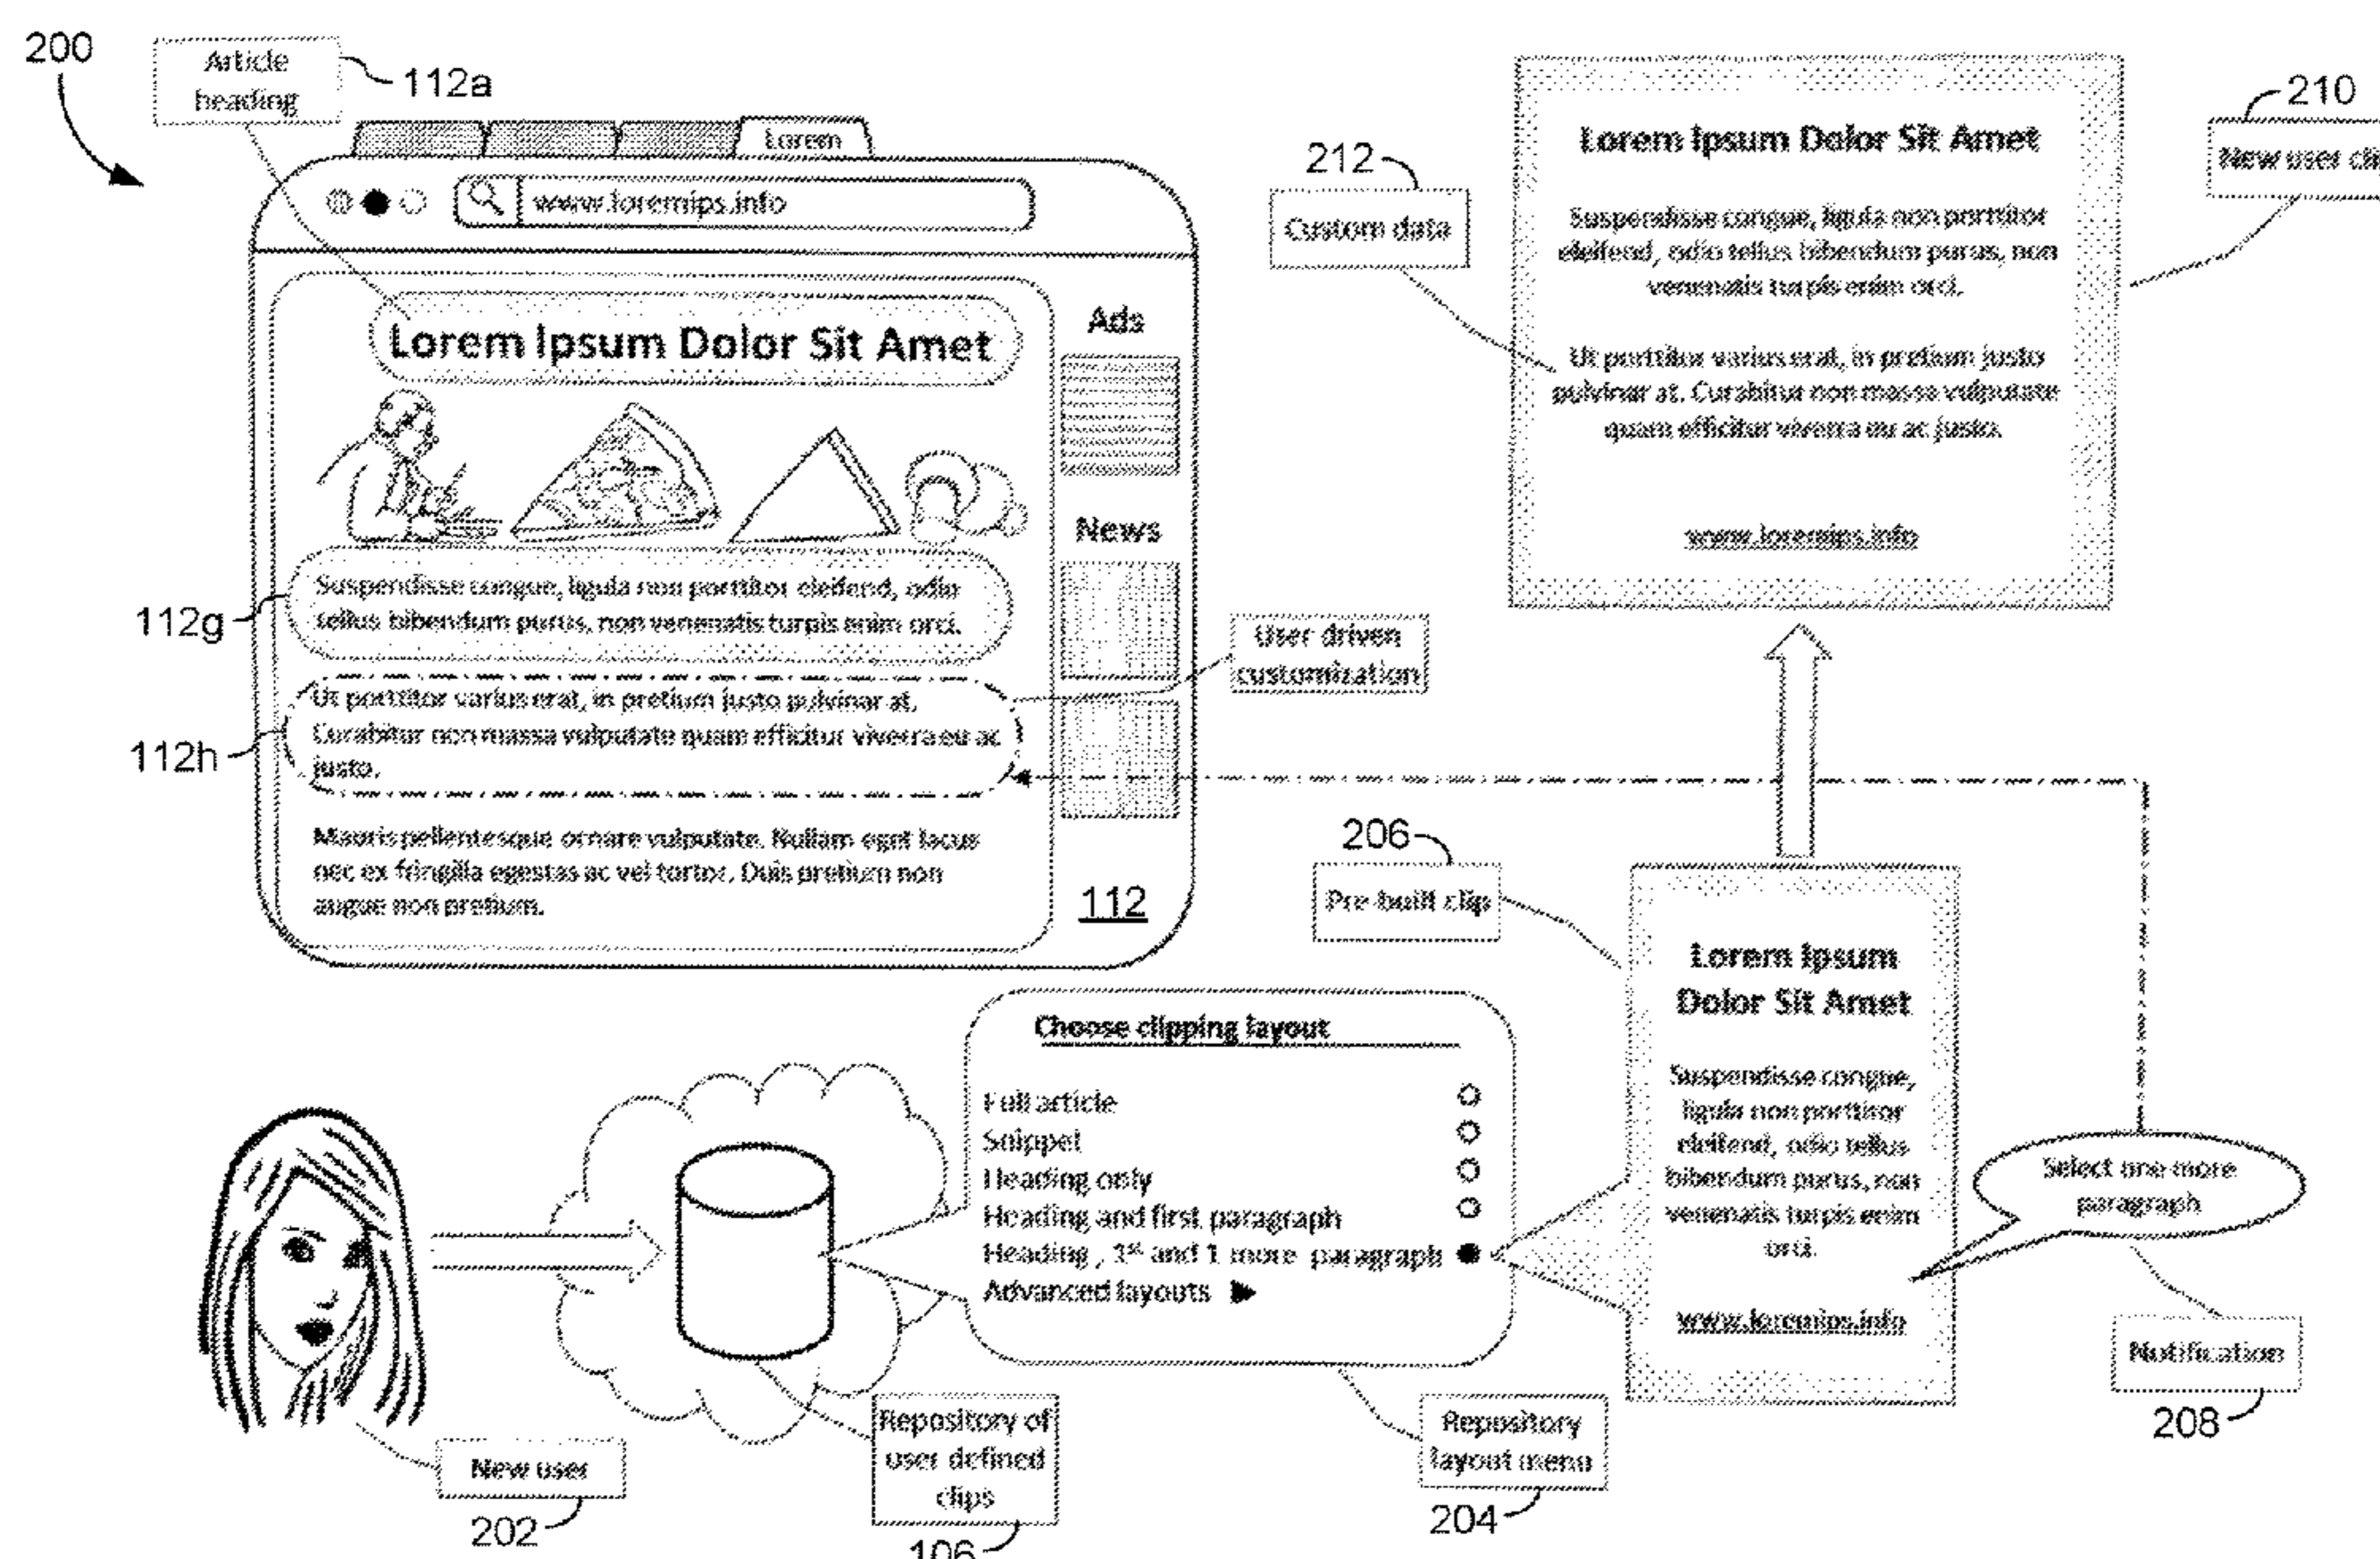 200
Article
heading
112a
Lorem
www.loremips.info
Lorem Ipsum Dolor Sit Amet
Ads
News
112g
Suspendisse congue, ligula non porttitor eleifend, odio
tellus bibendum purus, non venenatis turpis enim orci.
112h
Ut porttitor varius erat, in pretium justo pulvinar at.
Curabitur non massa vulputate quam efficitur viverra eu ac
justo.
Mauris pellentesque ornare vulputate. Nullam eget lacus
nec ex fringilla egestas ac vel tortor. Duis pretium non
augue non pretium.
112
User driven
customization
212
Custom data
Lorem Ipsum Dolor Sit Amet
Suspendisse congue, ligula non porttitor
eleifend, odio tellus bibendum purus, non
venenatis turpis enim orci.
Ut porttitor varius erat, in pretium justo
pulvinar at. Curabitur non massa vulputate
quam efficitur viverra eu ac justo.
www.loremips.info
210
New user cli
206
Pre-built clip
Lorem Ipsum
Dolor Sit Amet
Suspendisse congue,
ligula non porttitor
eleifend, odio tellus
bibendum purus, non
venenatis turpis enim
orci.
www.loremips.info
Select one more
paragraph
Notification
208
Choose clipping layout
Full article
Snippet
Heading only
Heading and first paragraph
Heading , 1st and 1 more paragraph
Advanced layouts
Repository
layout menu
204
Repository of
user defined
clips
106
New user
202